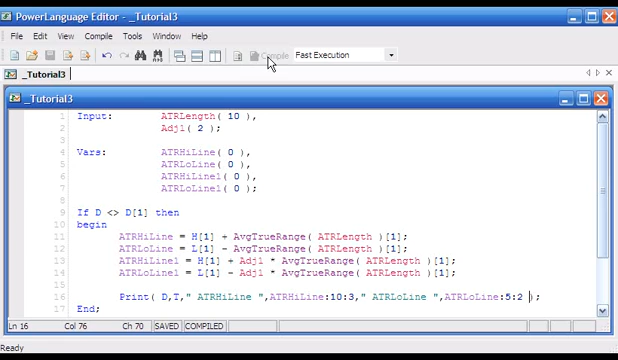 PowerLanguage Editor - _Tutorial3
File Edit View Compile Tools Window Help
Compile Fast Execution
_Tutorial3
_Tutorial3
1 Input: ATRLength( 10 ),
2 Adj1( 2 );
3
4 Vars: ATRHiLine( 0 ),
5 ATRLoLine( 0 ),
6 ATRHiLine1( 0 ),
7 ATRLoLine1( 0 );
8
9 If D <> D[1] then
10 begin
11 ATRHiLine = H[1] + AvgTrueRange( ATRLength )[1];
12 ATRLoLine = L[1] - AvgTrueRange( ATRLength )[1];
13 ATRHiLine1 = H[1] + Adj1 * AvgTrueRange( ATRLength )[1];
14 ATRLoLine1 = L[1] - Adj1 * AvgTrueRange( ATRLength )[1];
15
16 Print( D,T," ATRHiLine ",ATRHiLine:10:3," ATRLoLine ",ATRLoLine:5:2 );
17 End;
Ln 16 Col 76 Ch 70 SAVED COMPILED
Ready